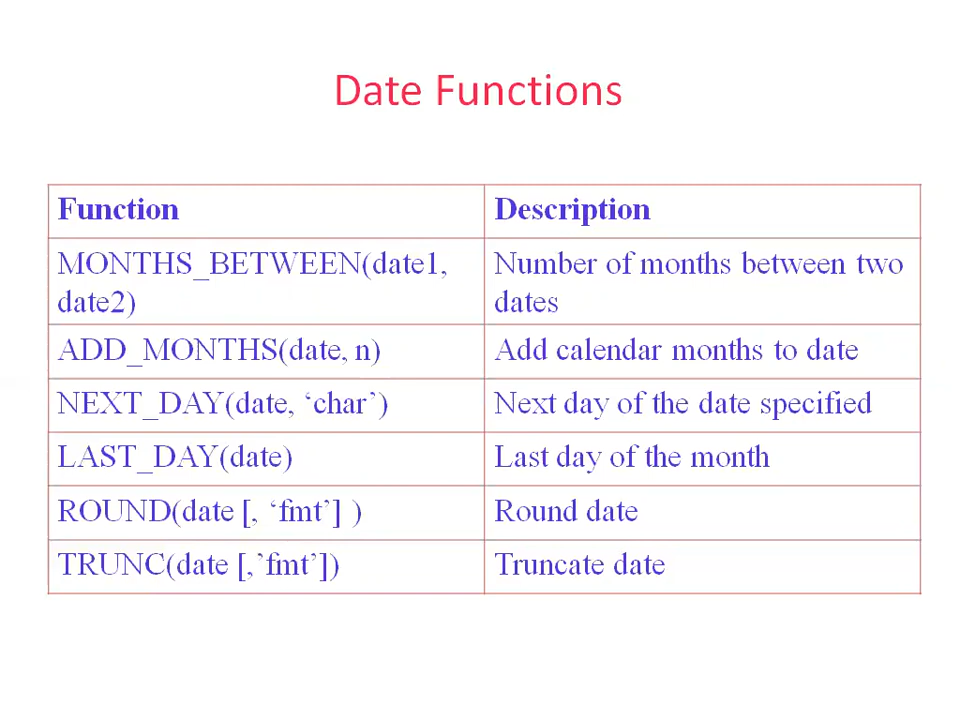 Date Functions
Function
Description
MONTHS_BETWEEN(date1,
date2)
Number of months between two
dates
ADD_MONTHS(date, n)
Add calendar months to date
NEXT_DAY(date, ‘char’)
Next day of the date specified
LAST_DAY(date)
Last day of the month
ROUND(date [, ‘fmt’] )
Round date
TRUNC(date [,’fmt’])
Truncate date